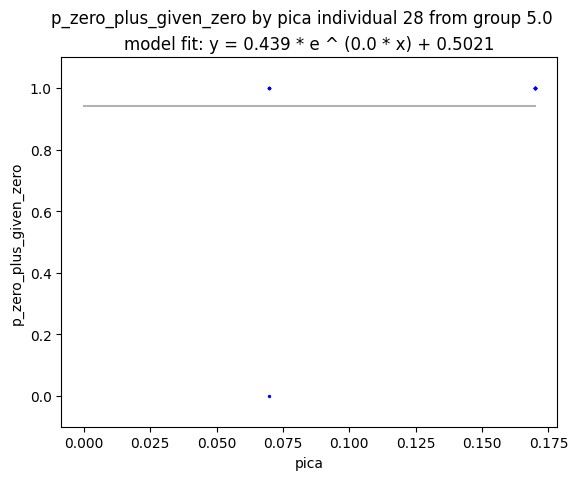 p_zero_plus_given_zero by pica individual 28 from group 5.0
model fit: y = 0.439 * e ^ (0.0 * x) + 0.5021
1.0
0.8
0.6
0.4
0.2
0.0
p_zero_plus_given_zero
0.000 0.025 0.050 0.075 0.100 0.125 0.150 0.175
pica